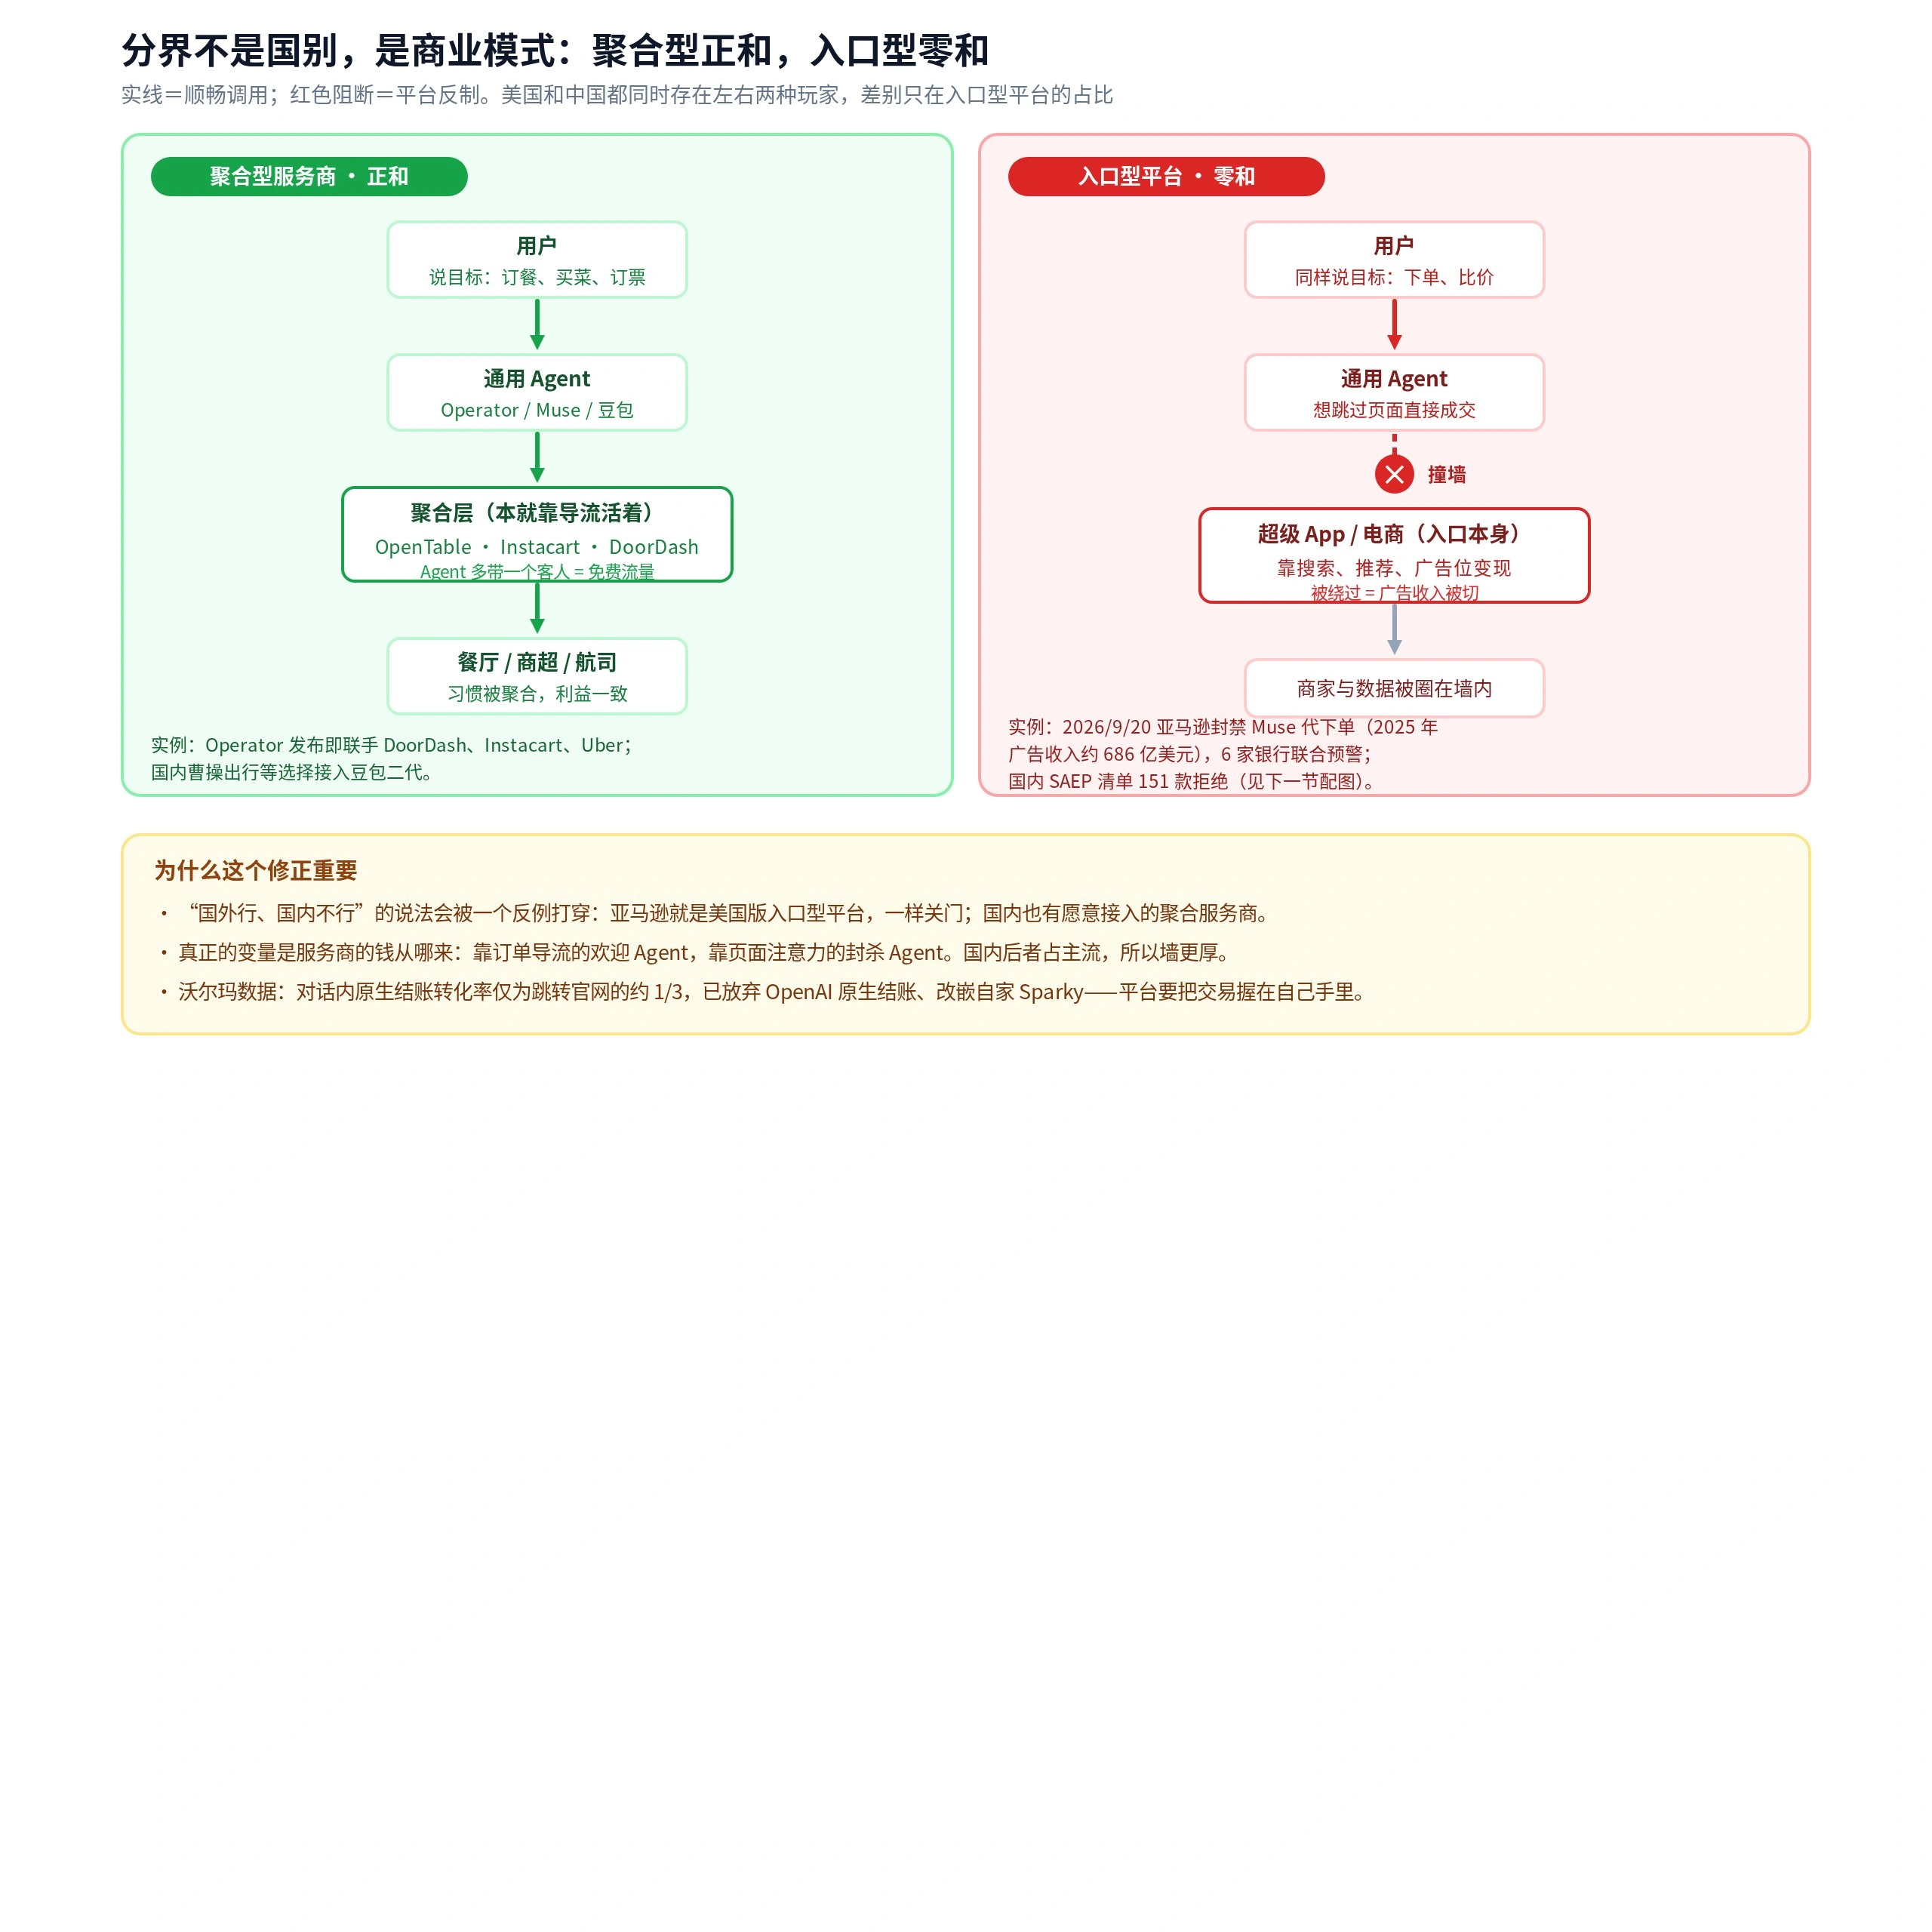 分界不是国别，是商业模式：聚合型正和，入口型零和
实线＝顺畅调用；红色阻断＝平台反制。美国和中国都同时存在左右两种玩家，差别只在入口型平台的占比
聚合型服务商 · 正和
用户
说目标：订餐、买菜、订票
通用 Agent
Operator / Muse / 豆包
聚合层（本就靠导流活着）
OpenTable · Instacart · DoorDash
Agent 多带一个客人 = 免费流量
餐厅 / 商超 / 航司
习惯被聚合，利益一致
实例：Operator 发布即联手 DoorDash、Instacart、Uber；
国内曹操出行等选择接入豆包二代。
入口型平台 · 零和
用户
同样说目标：下单、比价
通用 Agent
想跳过页面直接成交
撞墙
超级 App / 电商（入口本身）
靠搜索、推荐、广告位变现
被绕过 = 广告收入被切
商家与数据被圈在墙内
实例：2026/9/20 亚马逊封禁 Muse 代下单（2025 年
广告收入约 686 亿美元），6 家银行联合预警；
国内 SAEP 清单 151 款拒绝（见下一节配图）。
为什么这个修正重要
· “国外行、国内不行”的说法会被一个反例打穿：亚马逊就是美国版入口型平台，一样关门；国内也有愿意接入的聚合服务商。
· 真正的变量是服务商的钱从哪来：靠订单导流的欢迎 Agent，靠页面注意力的封杀 Agent。国内后者占主流，所以墙更厚。
· 沃尔玛数据：对话内原生结账转化率仅为跳转官网的约 1/3，已放弃 OpenAI 原生结账、改嵌自家 Sparky——平台要把交易握在自己手里。